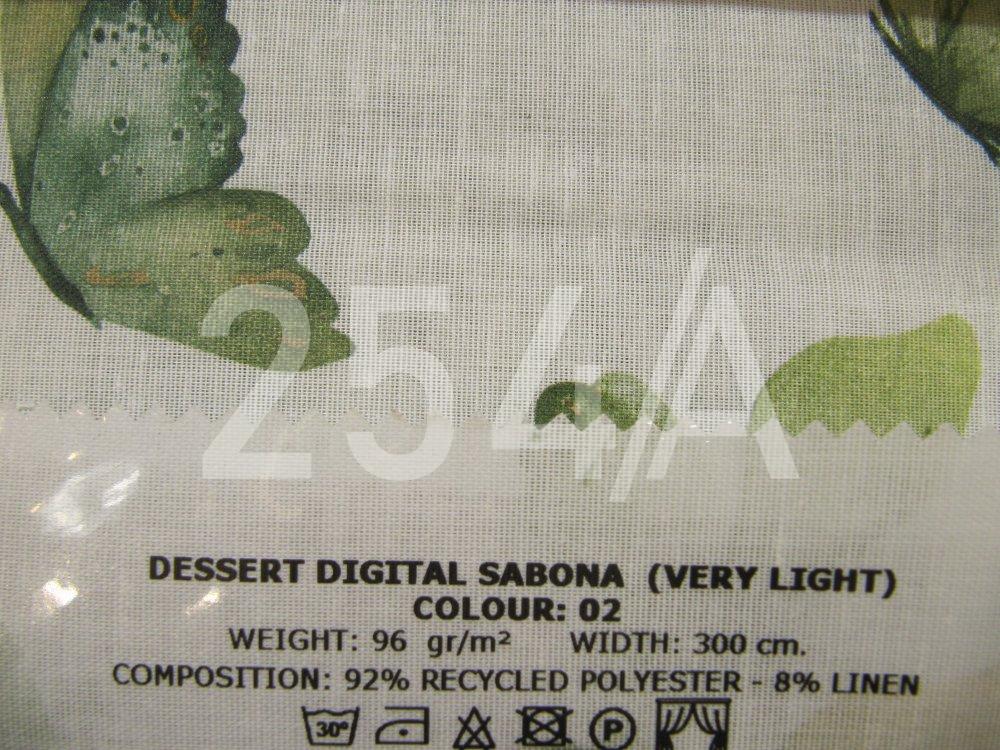 254/A
DESSERT DIGITAL SABONA (VERY LIGHT)
COLOUR: 02
WEIGHT: 96 gr/m² WIDTH: 300 cm.
COMPOSITION: 92% RECYCLED POLYESTER - 8% LINEN
30° P